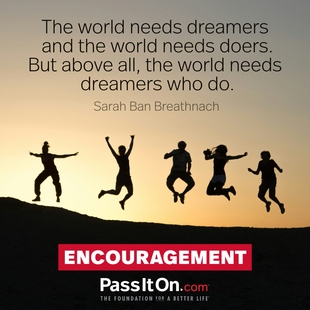 The world needs dreamers
and the world needs doers.
But above all, the world needs
dreamers who do.
Sarah Ban Breathnach
ENCOURAGEMENT
PassItOn.com®
THE FOUNDATION FOR A BETTER LIFE®